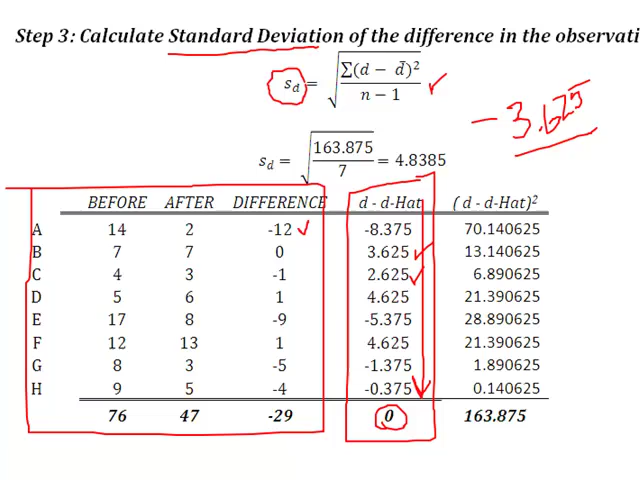 Step 3: Calculate Standard Deviation of the difference in the observati
s_d = √(∑(d − d̄)² / (n − 1))
−3.625
s_d = √(163.875 / 7) = 4.8385
BEFORE AFTER DIFFERENCE d - d-Hat ( d - d-Hat)²
A 14 2 -12 -8.375 70.140625
B 7 7 0 3.625 13.140625
C 4 3 -1 2.625 6.890625
D 5 6 1 4.625 21.390625
E 17 8 -9 -5.375 28.890625
F 12 13 1 4.625 21.390625
G 8 3 -5 -1.375 1.890625
H 9 5 -4 -0.375 0.140625
76 47 -29 0 163.875